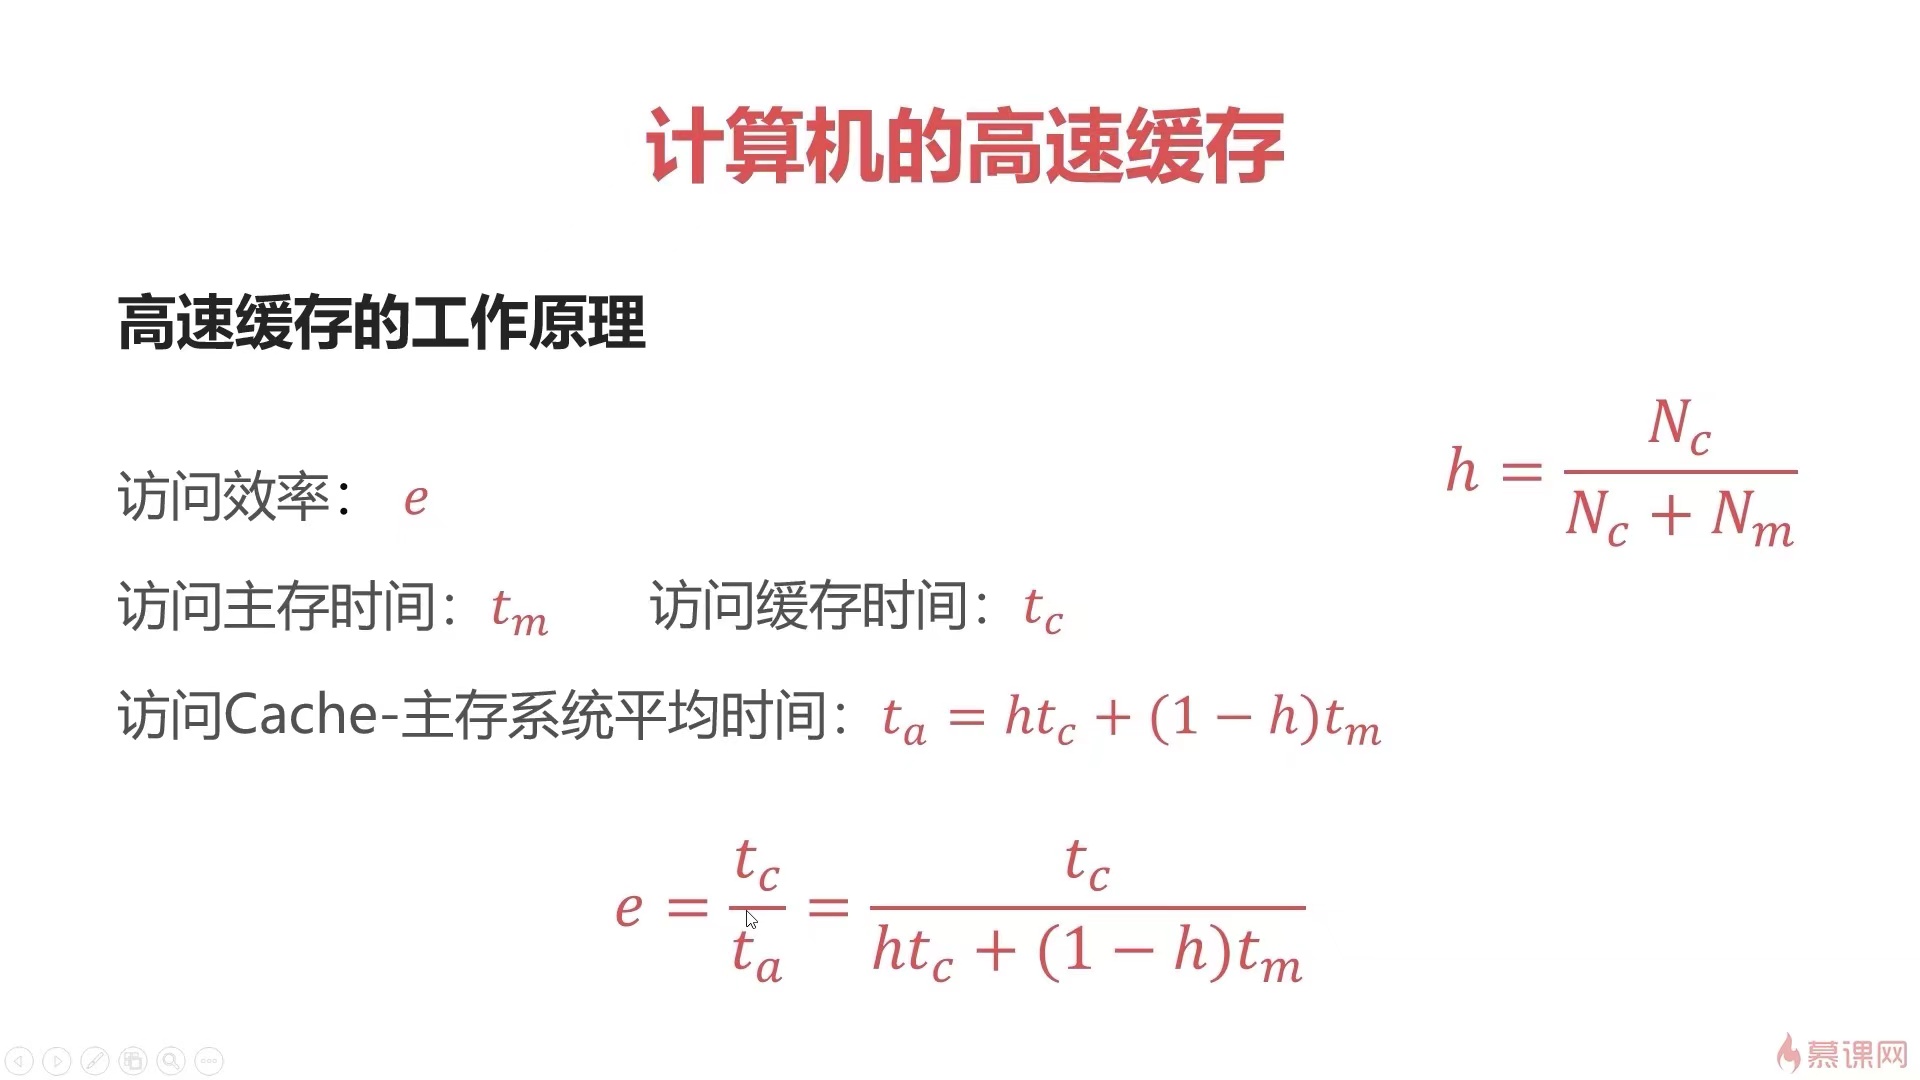 计算机的高速缓存
高速缓存的工作原理
h = N_c / (N_c + N_m)
访问效率： e
访问主存时间：t_m 访问缓存时间：t_c
访问Cache-主存系统平均时间：t_a = ht_c + (1 − h)t_m
e = t_c / t_a = t_c / (ht_c + (1 − h)t_m)
慕课网